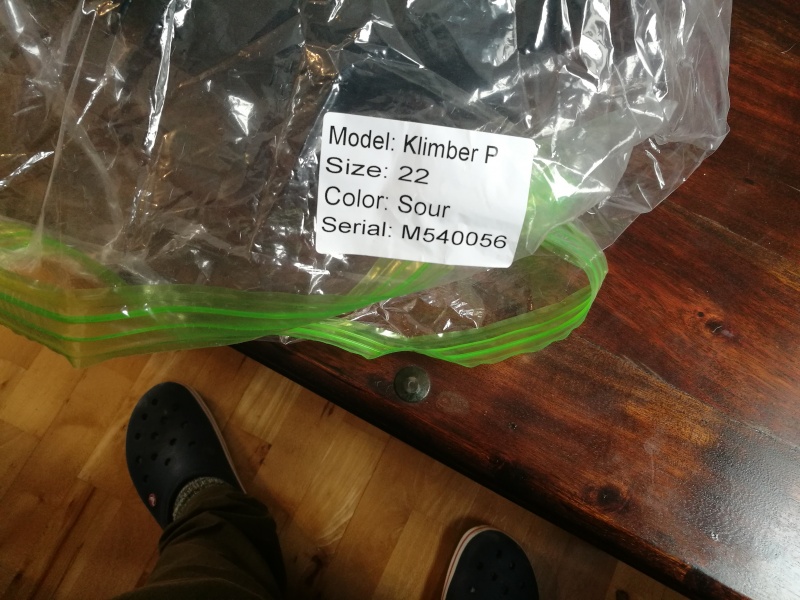 Model: Klimber P
Size: 22
Color: Sour
Serial: M540056